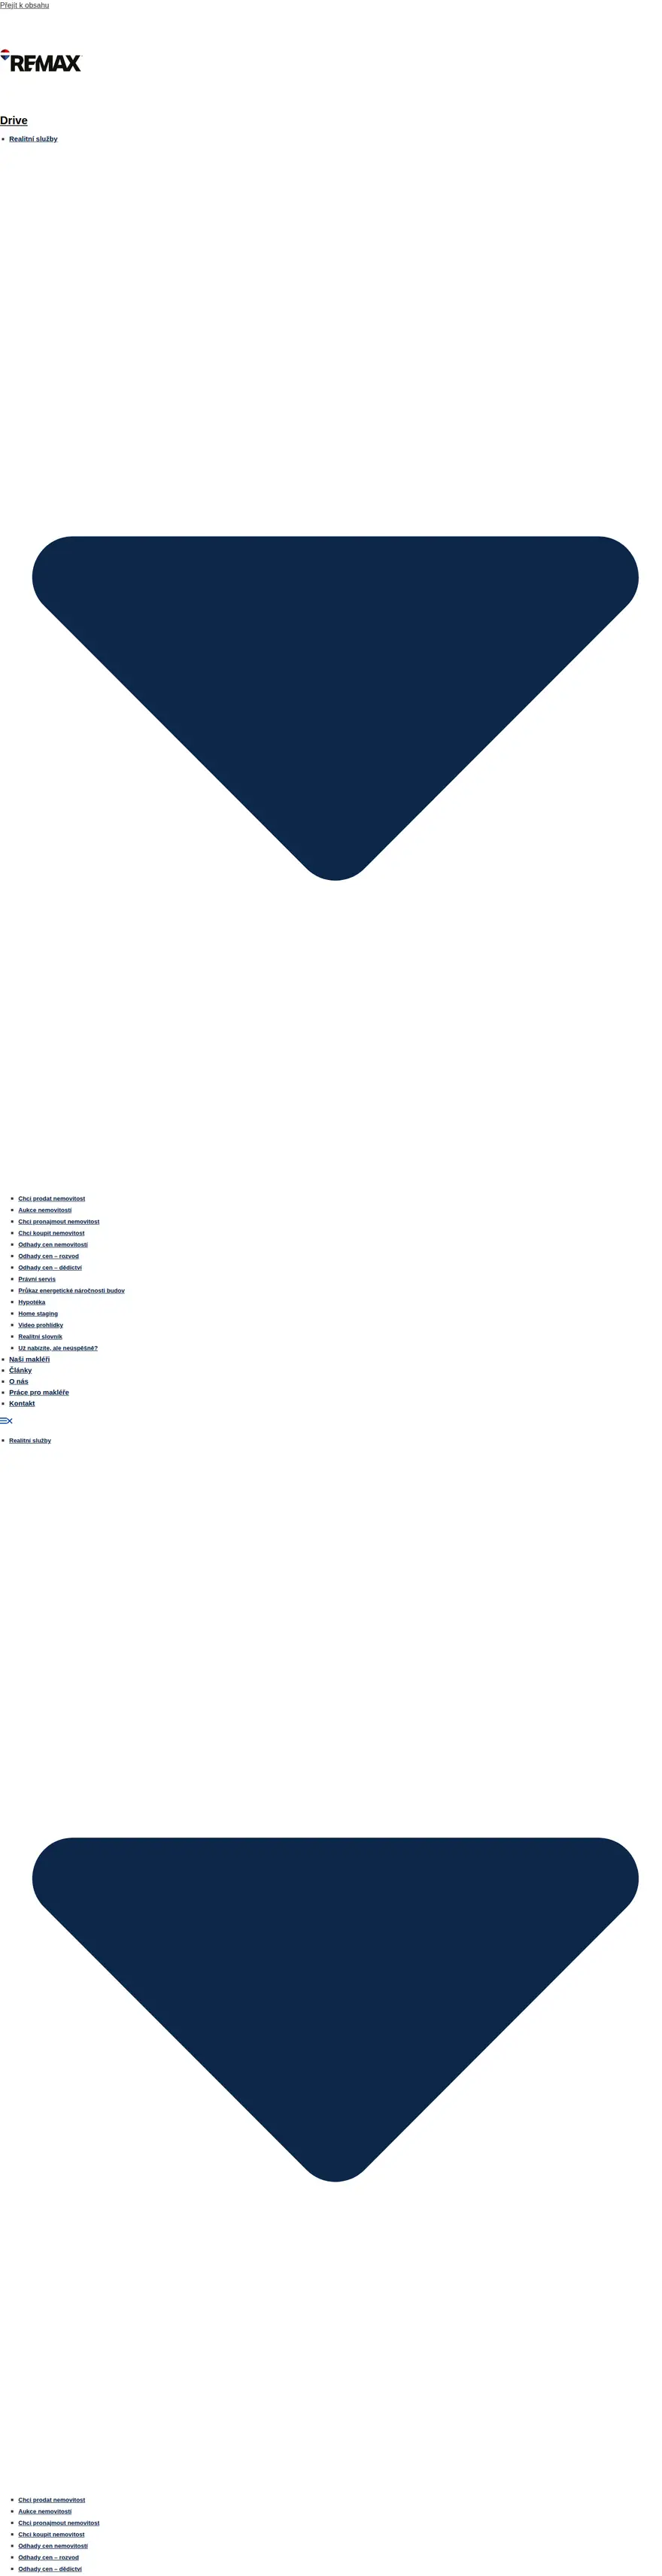 Přejít k obsahu
REMAX
Drive
Realitní služby
Chci prodat nemovitost
Aukce nemovitostí
Chci pronajmout nemovitost
Chci koupit nemovitost
Odhady cen nemovitostí
Odhady cen – rozvod
Odhady cen – dědictví
Právní servis
Průkaz energetické náročnosti budov
Hypotéka
Home staging
Video prohlídky
Realitní slovník
Už nabízíte, ale neúspěšně?
Naši makléři
Články
O nás
Práce pro makléře
Kontakt
Realitní služby
Chci prodat nemovitost
Aukce nemovitostí
Chci pronajmout nemovitost
Chci koupit nemovitost
Odhady cen nemovitostí
Odhady cen – rozvod
Odhady cen – dědictví